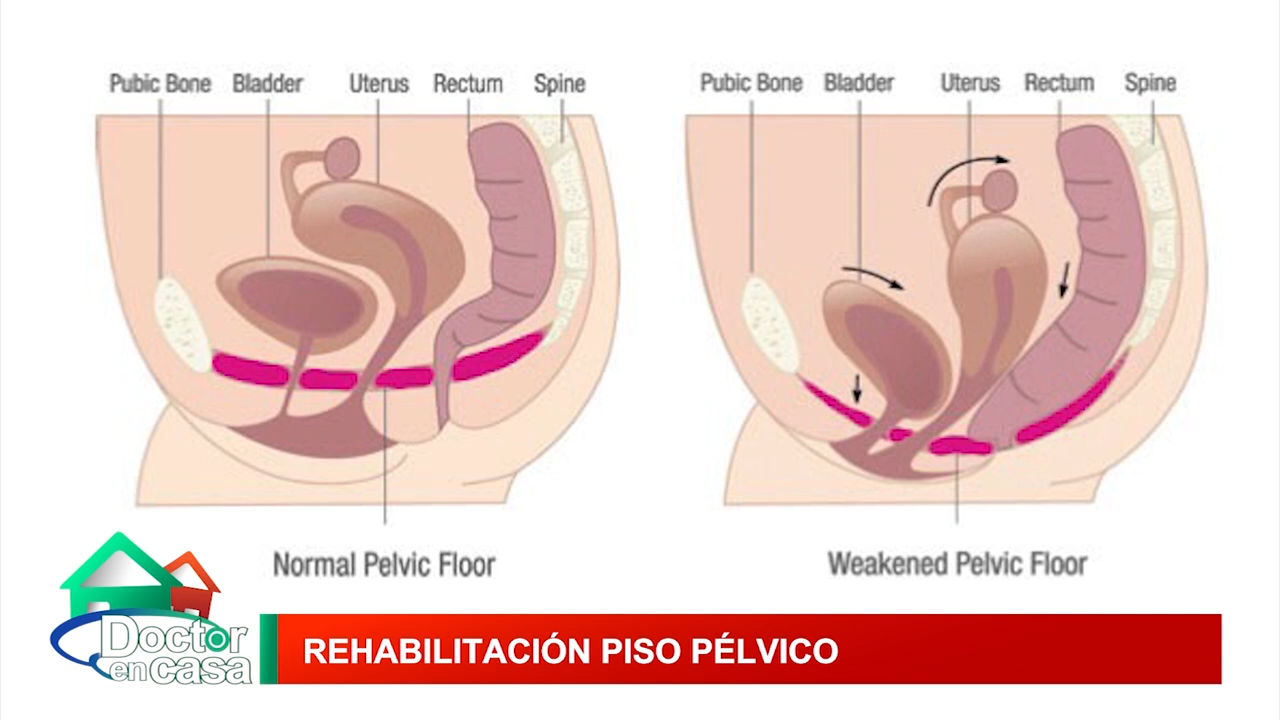 Pubic Bone Bladder Uterus Rectum Spine
Pubic Bone Bladder Uterus Rectum Spine
Normal Pelvic Floor
Weakened Pelvic Floor
Doctor
en casa
REHABILITACIÓN PISO PÉLVICO